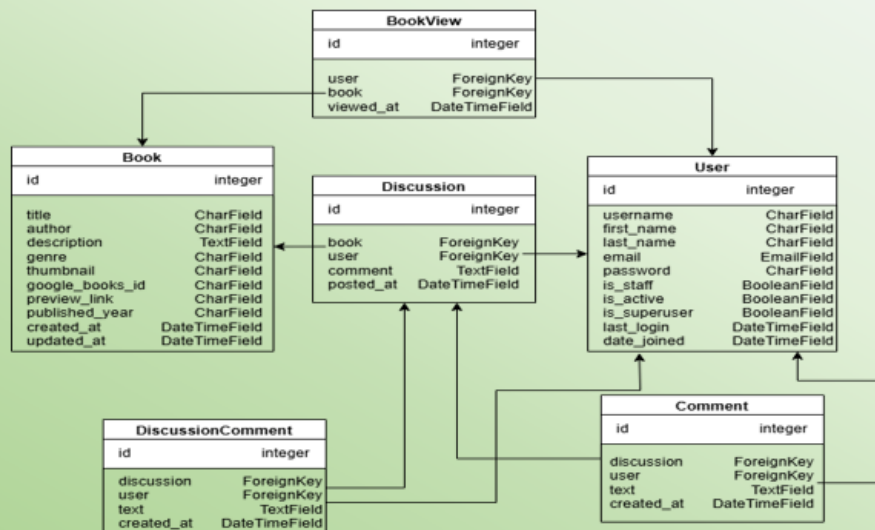 BookView
id integer
user ForeignKey
book ForeignKey
viewed_at DateTimeField
Book
id integer
title CharField
author CharField
description TextField
genre CharField
thumbnail CharField
google_books_id CharField
preview_link CharField
published_year CharField
created_at DateTimeField
updated_at DateTimeField
Discussion
id integer
book ForeignKey
user ForeignKey
comment TextField
posted_at DateTimeField
User
id integer
username CharField
first_name CharField
last_name CharField
email EmailField
password CharField
is_staff BooleanField
is_active BooleanField
is_superuser BooleanField
last_login DateTimeField
date_joined DateTimeField
DiscussionComment
id integer
discussion ForeignKey
user ForeignKey
text TextField
created_at DateTimeField
Comment
id integer
discussion ForeignKey
user ForeignKey
text TextField
created_at DateTimeField